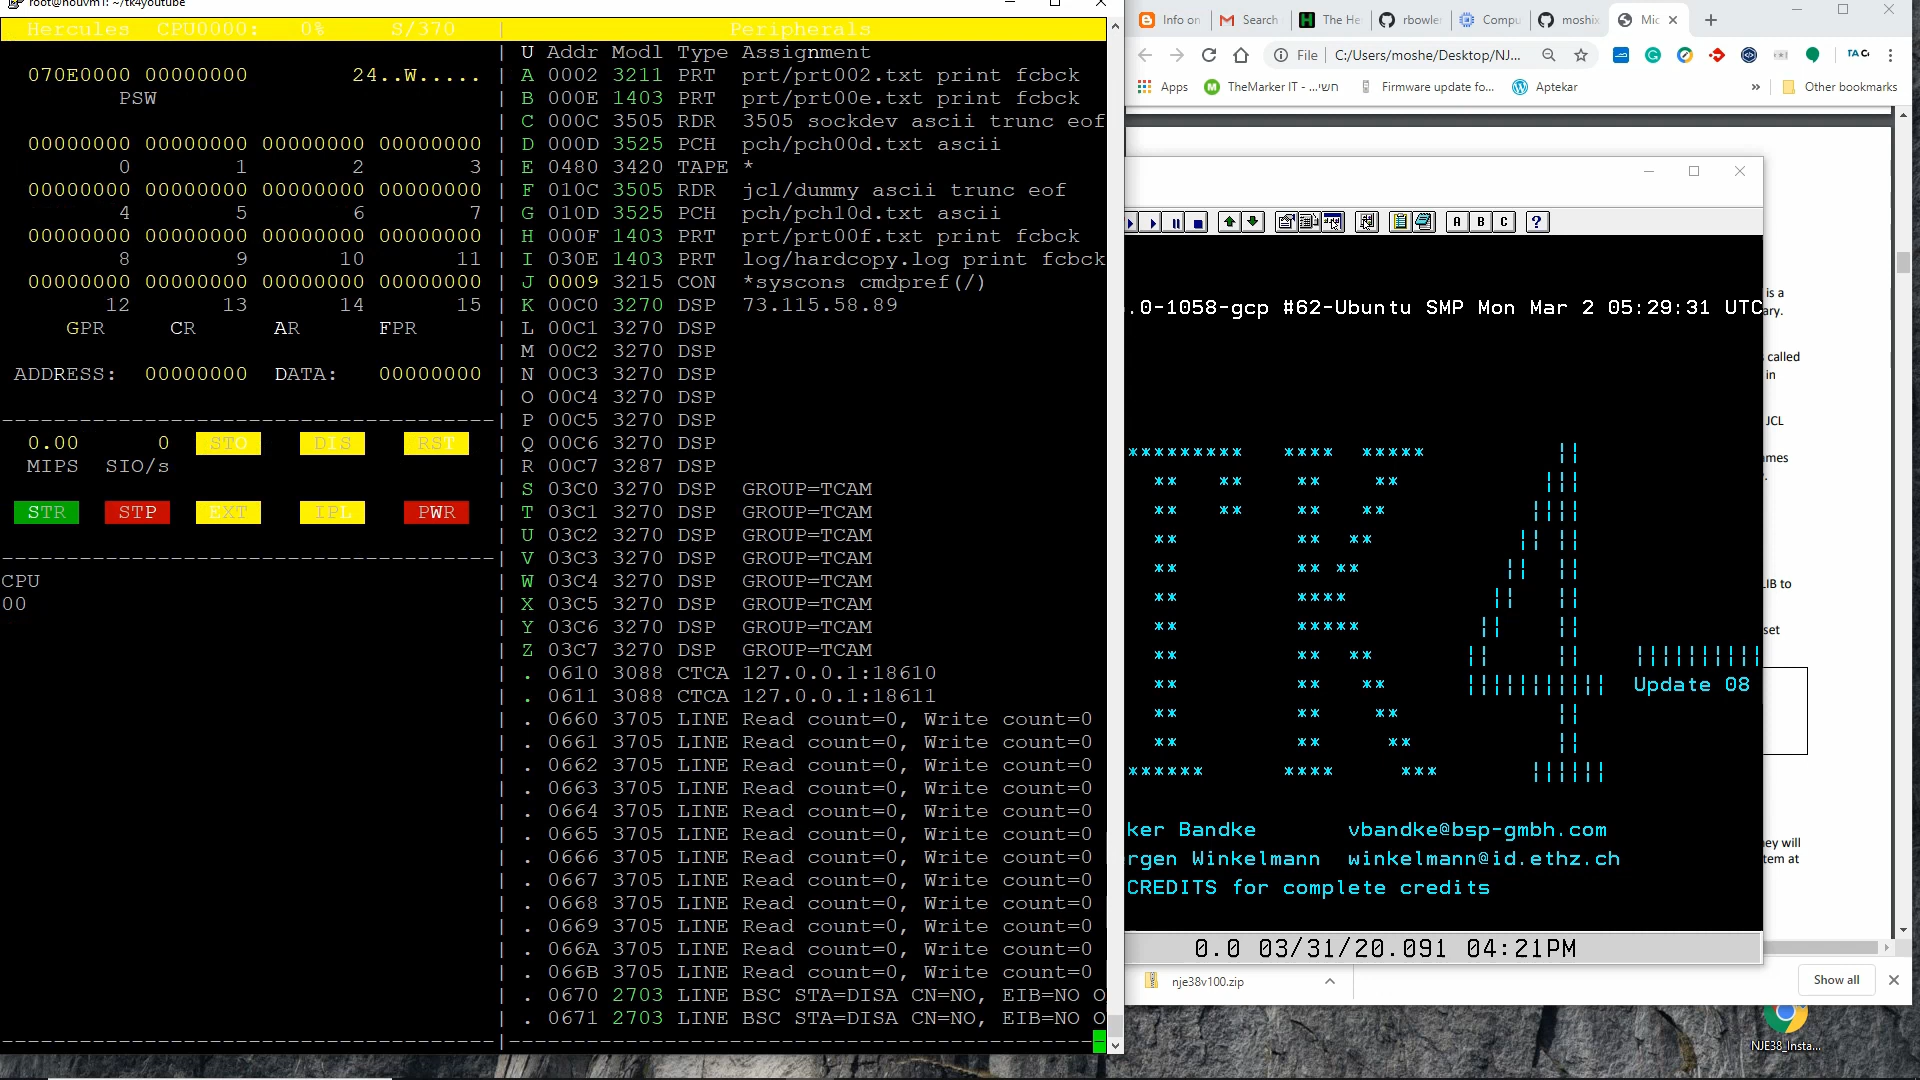 root@nouvm1: ~/tk4youtube
Hercules CPU0000: 0% S/370 | Peripherals
| U Addr Modl Type Assignment
070E0000 00000000 24..W..... | A 0002 3211 PRT prt/prt002.txt print fcbck
PSW | B 000E 1403 PRT prt/prt00e.txt print fcbck
| C 000C 3505 RDR 3505 sockdev ascii trunc eof
00000000 00000000 00000000 00000000 | D 000D 3525 PCH pch/pch00d.txt ascii
0 1 2 3 | E 0480 3420 TAPE *
00000000 00000000 00000000 00000000 | F 010C 3505 RDR jcl/dummy ascii trunc eof
4 5 6 7 | G 010D 3525 PCH pch/pch10d.txt ascii
00000000 00000000 00000000 00000000 | H 000F 1403 PRT prt/prt00f.txt print fcbck
8 9 10 11 | I 030E 1403 PRT log/hardcopy.log print fcbck
00000000 00000000 00000000 00000000 | J 0009 3215 CON *syscons cmdpref(/)
12 13 14 15 | K 00C0 3270 DSP 73.115.58.89
GPR CR AR FPR | L 00C1 3270 DSP
| M 00C2 3270 DSP
ADDRESS: 00000000 DATA: 00000000 | N 00C3 3270 DSP
| O 00C4 3270 DSP
| P 00C5 3270 DSP
0.00 0 STO DIS RST | Q 00C6 3270 DSP
MIPS SIO/s | R 00C7 3287 DSP
| S 03C0 3270 DSP GROUP=TCAM
STR STP EXT IPL PWR | T 03C1 3270 DSP GROUP=TCAM
| U 03C2 3270 DSP GROUP=TCAM
| V 03C3 3270 DSP GROUP=TCAM
CPU | W 03C4 3270 DSP GROUP=TCAM
00 | X 03C5 3270 DSP GROUP=TCAM
| Y 03C6 3270 DSP GROUP=TCAM
| Z 03C7 3270 DSP GROUP=TCAM
| . 0610 3088 CTCA 127.0.0.1:18610
| . 0611 3088 CTCA 127.0.0.1:18611
| . 0660 3705 LINE Read count=0, Write count=0
| . 0661 3705 LINE Read count=0, Write count=0
| . 0662 3705 LINE Read count=0, Write count=0
| . 0663 3705 LINE Read count=0, Write count=0
| . 0664 3705 LINE Read count=0, Write count=0
| . 0665 3705 LINE Read count=0, Write count=0
| . 0666 3705 LINE Read count=0, Write count=0
| . 0667 3705 LINE Read count=0, Write count=0
| . 0668 3705 LINE Read count=0, Write count=0
| . 0669 3705 LINE Read count=0, Write count=0
| . 066A 3705 LINE Read count=0, Write count=0
| . 066B 3705 LINE Read count=0, Write count=0
| . 0670 2703 LINE BSC STA=DISA CN=NO, EIB=NO O
| . 0671 2703 LINE BSC STA=DISA CN=NO, EIB=NO O
Info on Search The He rbowle Compu moshix Mic
File C:/Users/moshe/Desktop/NJ...
Apps TheMarker IT - ...חשי Firmware update fo... Aptekar » Other bookmarks
A B C ?
.0-1058-gcp #62-Ubuntu SMP Mon Mar 2 05:29:31 UTC
Update 08
ker Bandke vbandke@bsp-gmbh.com
rgen Winkelmann winkelmann@id.ethz.ch
CREDITS for complete credits
0.0 03/31/20.091 04:21PM
is a
ary.
called
in
JCL
mes
IB to
set
ey will
tem at
nje38v100.zip
Show all
NJE38_Insta...